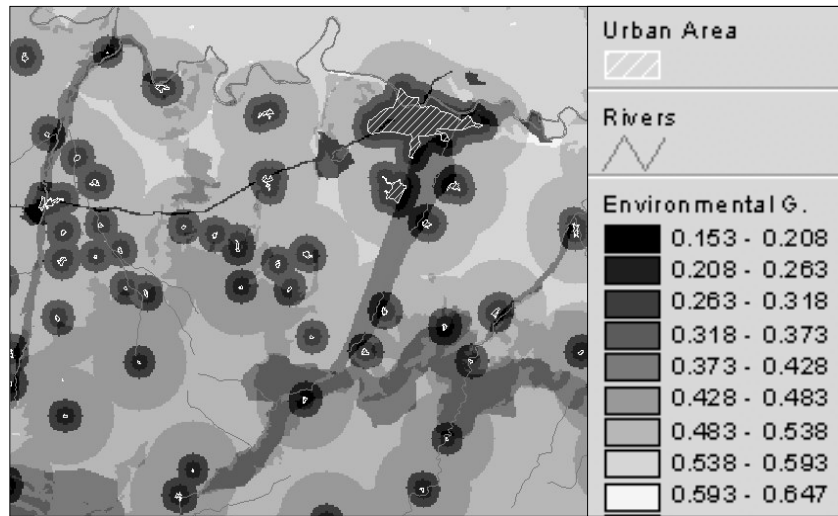 Urban Area
Rivers
Environmental G.
0.153 - 0.208
0.208 - 0.263
0.263 - 0.318
0.318 - 0.373
0.373 - 0.428
0.428 - 0.483
0.483 - 0.538
0.538 - 0.593
0.593 - 0.647